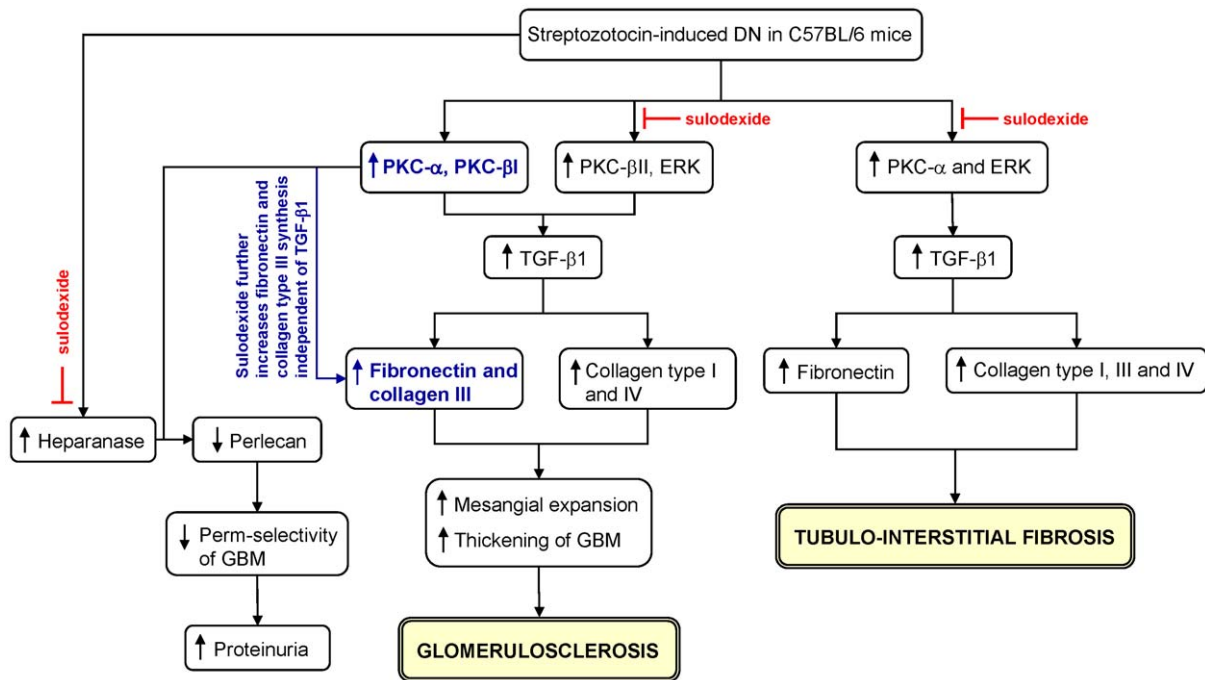 Streptozotocin-induced DN in C57BL/6 mice
sulodexide
sulodexide
↑ PKC-α, PKC-βI
↑ PKC-βII, ERK
↑ PKC-α and ERK
Sulodexide further
increases fibronectin and
collagen type III synthesis
independent of TGF-β1
↑ TGF-β1
↑ TGF-β1
sulodexide
↑ Fibronectin and
collagen III
↑ Collagen type I
and IV
↑ Fibronectin
↑ Collagen type I, III and IV
↑ Heparanase
↓ Perlecan
↑ Mesangial expansion
↑ Thickening of GBM
↓ Perm-selectivity
of GBM
TUBULO-INTERSTITIAL FIBROSIS
↑ Proteinuria
GLOMERULOSCLEROSIS